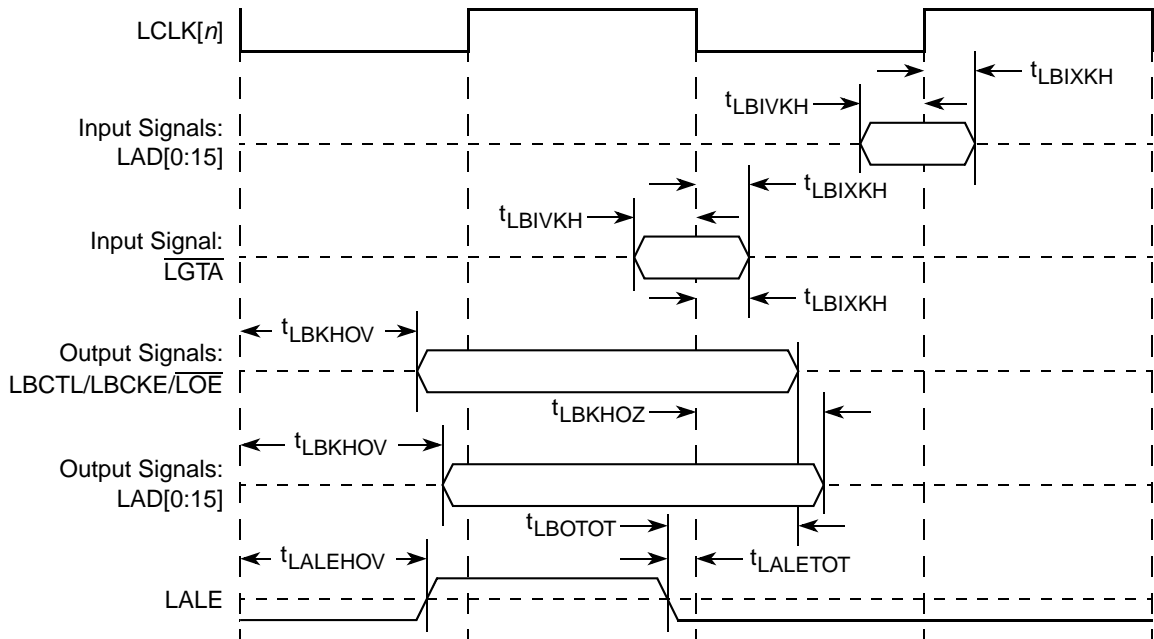 LCLK[n]
tLBIXKH
tLBIVKH
Input Signals:
LAD[0:15]
tLBIXKH
tLBIVKH
Input Signal:
LGTA
tLBIXKH
tLBKHOV
Output Signals:
LBCTL/LBCKE/LOE
tLBKHOZ
tLBKHOV
Output Signals:
LAD[0:15]
tLBOTOT
tLALEHOV
tLALETOT
LALE